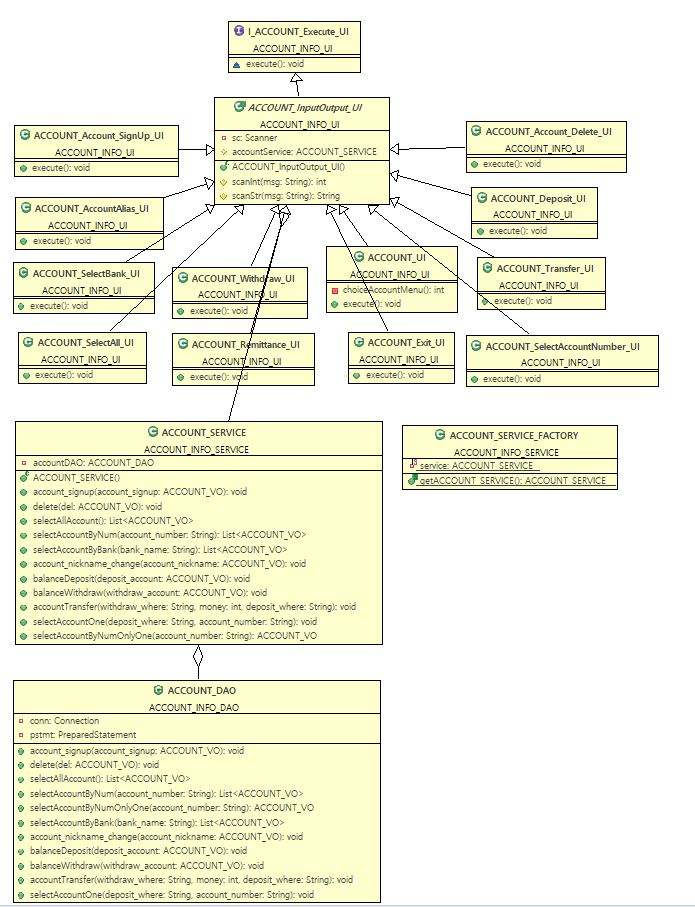 I_ACCOUNT_Execute_UI
ACCOUNT_INFO_UI
execute(): void
ACCOUNT_InputOutput_UI
ACCOUNT_INFO_UI
sc: Scanner
accountService: ACCOUNT_SERVICE
ACCOUNT_InputOutput_UI()
scanInt(msg: String): int
scanStr(msg: String): String
ACCOUNT_Account_SignUp_UI
ACCOUNT_INFO_UI
execute(): void
ACCOUNT_Account_Delete_UI
ACCOUNT_INFO_UI
execute(): void
ACCOUNT_AccountAlias_UI
ACCOUNT_INFO_UI
execute(): void
ACCOUNT_Deposit_UI
ACCOUNT_INFO_UI
execute(): void
ACCOUNT_SelectBank_UI
ACCOUNT_INFO_UI
execute(): void
ACCOUNT_Withdraw_UI
ACCOUNT_INFO_UI
execute(): void
ACCOUNT_UI
ACCOUNT_INFO_UI
choiceAccountMenu(): int
execute(): void
ACCOUNT_Transfer_UI
ACCOUNT_INFO_UI
execute(): void
ACCOUNT_SelectAll_UI
ACCOUNT_INFO_UI
execute(): void
ACCOUNT_Remittance_UI
ACCOUNT_INFO_UI
execute(): void
ACCOUNT_Exit_UI
ACCOUNT_INFO_UI
execute(): void
ACCOUNT_SelectAccountNumber_UI
ACCOUNT_INFO_UI
execute(): void
ACCOUNT_SERVICE
ACCOUNT_INFO_SERVICE
accountDAO: ACCOUNT_DAO
ACCOUNT_SERVICE()
account_signup(account_signup: ACCOUNT_VO): void
delete(del: ACCOUNT_VO): void
selectAllAccount(): List<ACCOUNT_VO>
selectAccountByNum(account_number: String): List<ACCOUNT_VO>
selectAccountByBank(bank_name: String): List<ACCOUNT_VO>
account_nickname_change(account_nickname: ACCOUNT_VO): void
balanceDeposit(deposit_account: ACCOUNT_VO): void
balanceWithdraw(withdraw_account: ACCOUNT_VO): void
accountTransfer(withdraw_where: String, money: int, deposit_where: String): void
selectAccountOne(deposit_where: String, account_number: String): void
selectAccountByNumOnlyOne(account_number: String): ACCOUNT_VO
ACCOUNT_SERVICE_FACTORY
ACCOUNT_INFO_SERVICE
service: ACCOUNT_SERVICE
getACCOUNT_SERVICE(): ACCOUNT_SERVICE
ACCOUNT_DAO
ACCOUNT_INFO_DAO
conn: Connection
pstmt: PreparedStatement
account_signup(account_signup: ACCOUNT_VO): void
delete(del: ACCOUNT_VO): void
selectAllAccount(): List<ACCOUNT_VO>
selectAccountByNum(account_number: String): List<ACCOUNT_VO>
selectAccountByNumOnlyOne(account_number: String): ACCOUNT_VO
selectAccountByBank(bank_name: String): List<ACCOUNT_VO>
account_nickname_change(account_nickname: ACCOUNT_VO): void
balanceDeposit(deposit_account: ACCOUNT_VO): void
balanceWithdraw(withdraw_account: ACCOUNT_VO): void
accountTransfer(withdraw_where: String, money: int, deposit_where: String): void
selectAccountOne(deposit_where: String, account_number: String): void